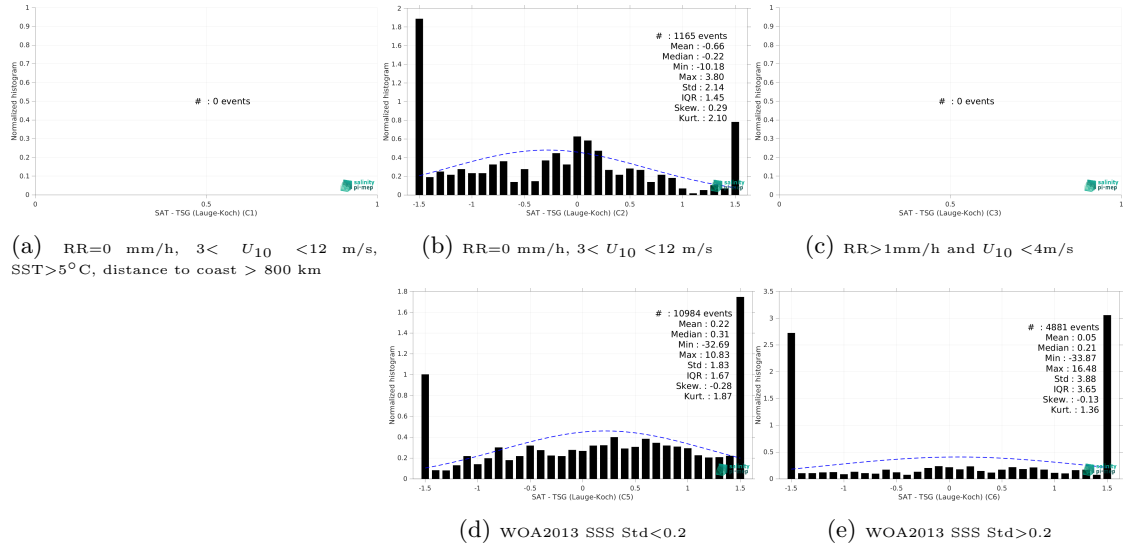 1
0.9
0.8
0.7
0.6
0.5
0.4
0.3
0.2
0.1
0
Normalized histogram
# : 0 events
salinity
pi-mep
0
0.5
1
SAT - TSG (Lauge-Koch) (C1)
(a) RR=0 mm/h, 3< U10 <12 m/s,
SST>5°C, distance to coast > 800 km
2
1.8
1.6
1.4
1.2
1
0.8
0.6
0.4
0.2
0
Normalized histogram
# : 1165 events
Mean : -0.66
Median : -0.22
Min : -10.18
Max : 3.80
Std : 2.14
IQR : 1.45
Skew. : 0.29
Kurt. : 2.10
salinity
pi-mep
-1.5
-1
-0.5
0
0.5
1
1.5
SAT - TSG (Lauge-Koch) (C2)
(b) RR=0 mm/h, 3< U10 <12 m/s
1
0.9
0.8
0.7
0.6
0.5
0.4
0.3
0.2
0.1
0
Normalized histogram
# : 0 events
salinity
pi-mep
0
0.5
1
SAT - TSG (Lauge-Koch) (C3)
(c) RR>1mm/h and U10 <4m/s
1.8
1.6
1.4
1.2
1
0.8
0.6
0.4
0.2
0
Normalized histogram
# : 10984 events
Mean : 0.22
Median : 0.31
Min : -32.69
Max : 10.83
Std : 1.83
IQR : 1.67
Skew. : -0.28
Kurt. : 1.87
salinity
pi-mep
-1.5
-1
-0.5
0
0.5
1
1.5
SAT - TSG (Lauge-Koch) (C5)
(d) WOA2013 SSS Std<0.2
3.5
3
2.5
2
1.5
1
0.5
0
Normalized histogram
# : 4881 events
Mean : 0.05
Median : 0.21
Min : -33.87
Max : 16.48
Std : 3.88
IQR : 3.65
Skew. : -0.13
Kurt. : 1.36
salinity
pi-mep
-1.5
-1
-0.5
0
0.5
1
1.5
SAT - TSG (Lauge-Koch) (C6)
(e) WOA2013 SSS Std>0.2